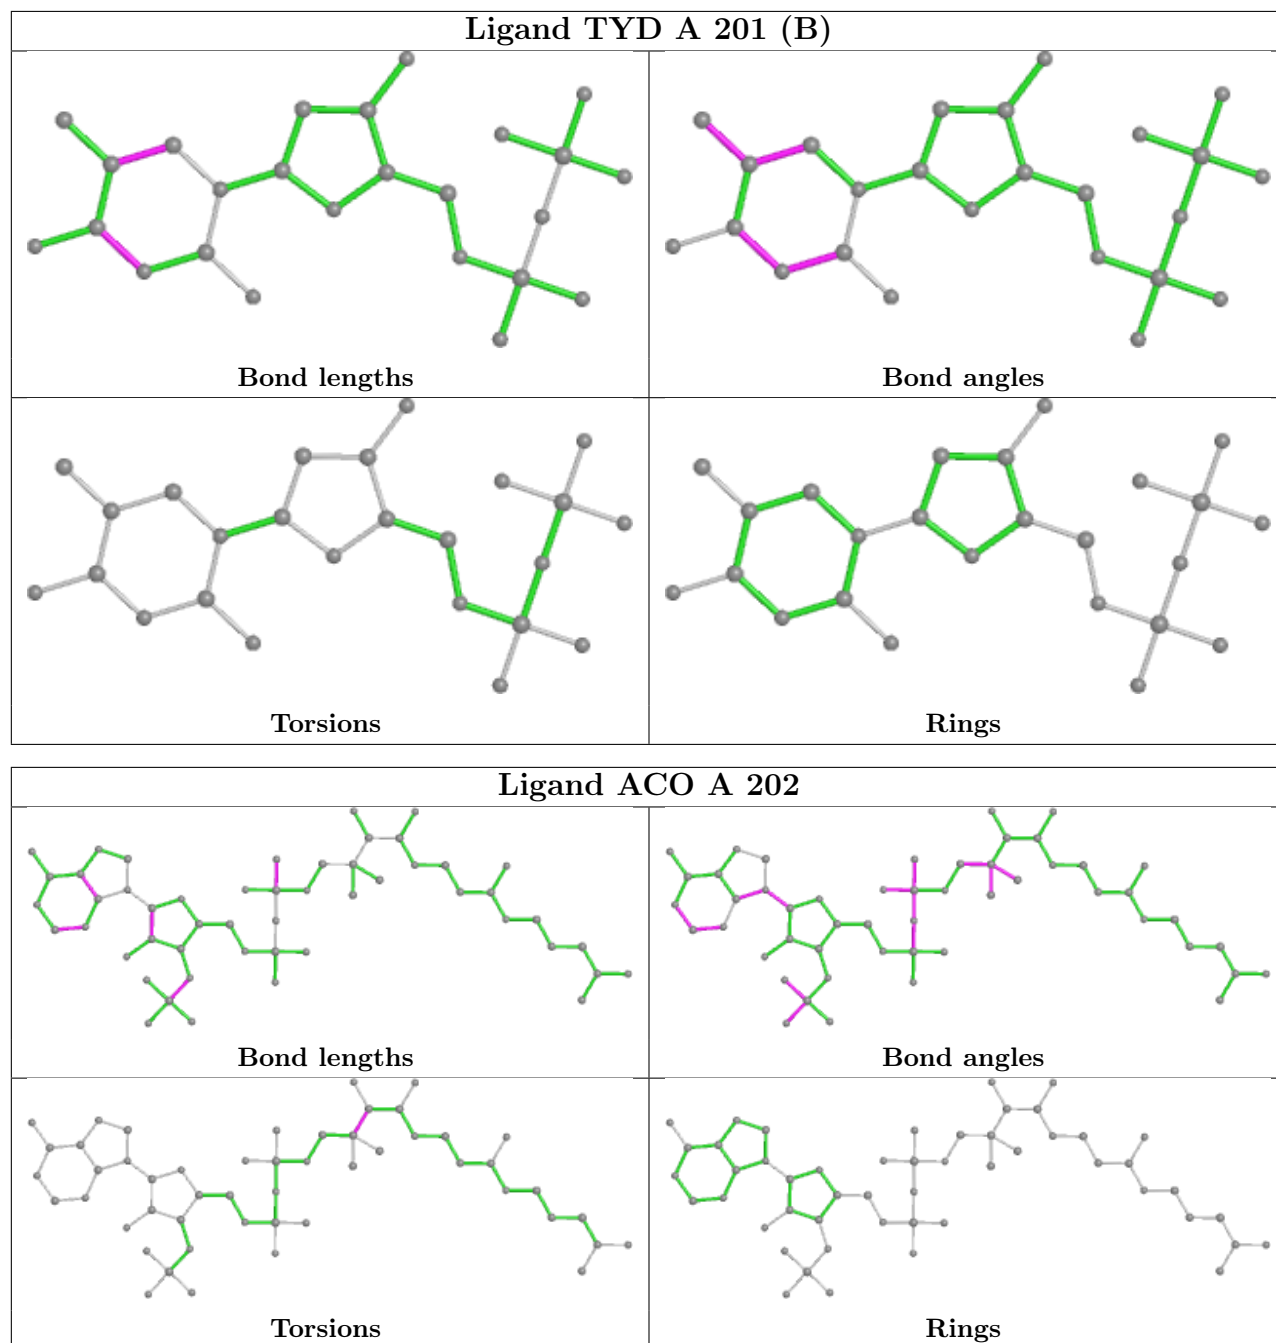 Ligand TYD A 201 (B)
Bond lengths
Bond angles
Torsions
Rings
Ligand ACO A 202
Bond lengths
Bond angles
Torsions
Rings